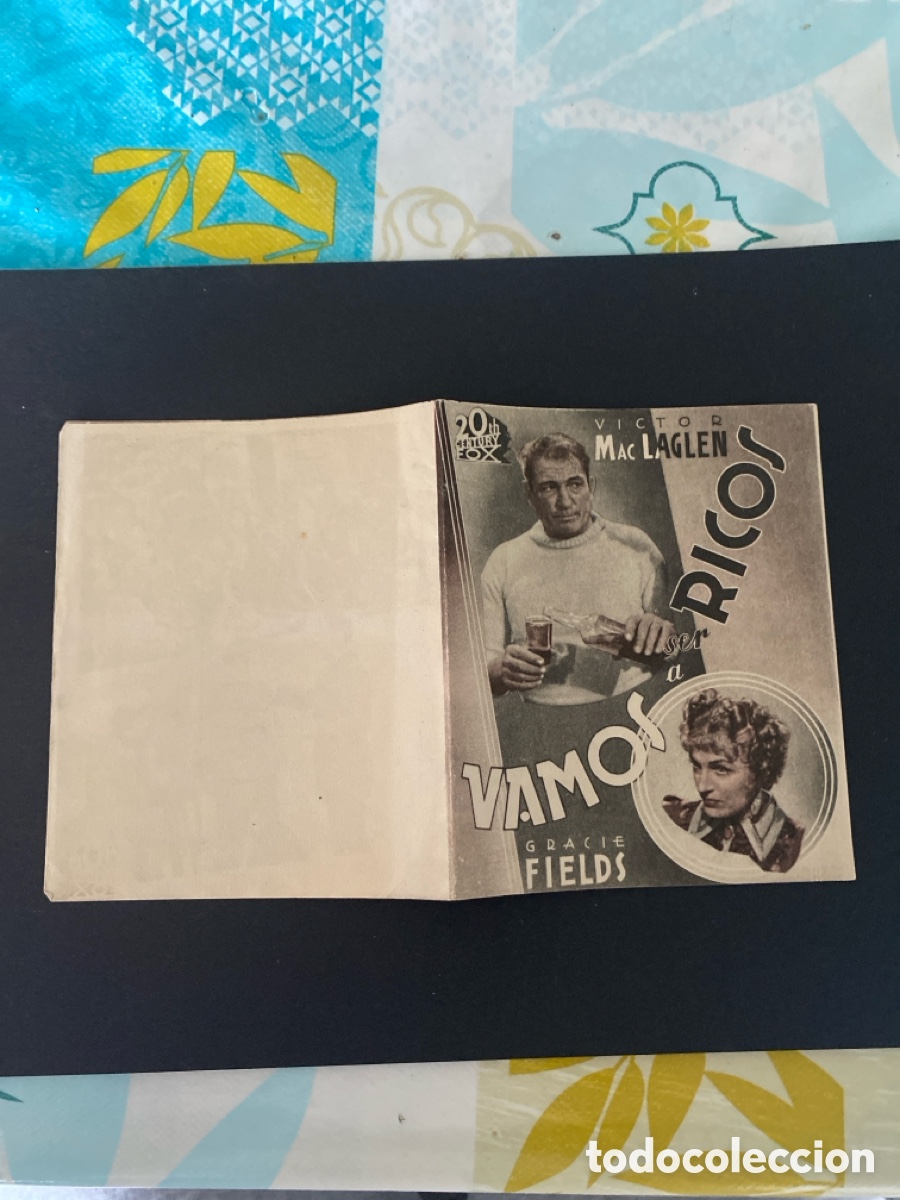 20th
CENTURY
FOX
VICTOR
MAC LAGLEN
VAMOS
a
ser
RICOS
GRACIE
FIELDS
todocoleccion